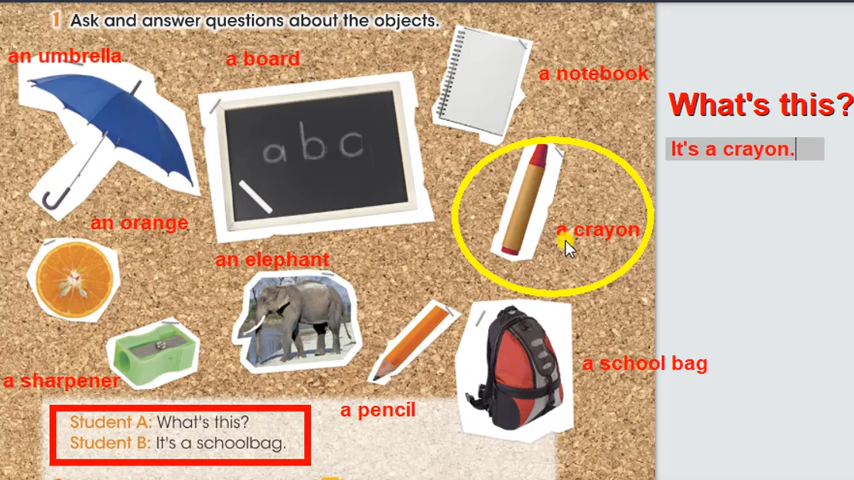 1 Ask and answer questions about the objects.
an umbrella
a board
a notebook
What's this?
It's a crayon.
abc
an orange
a crayon
an elephant
a sharpener
a school bag
a pencil
Student A: What's this?
Student B: It's a schoolbag.